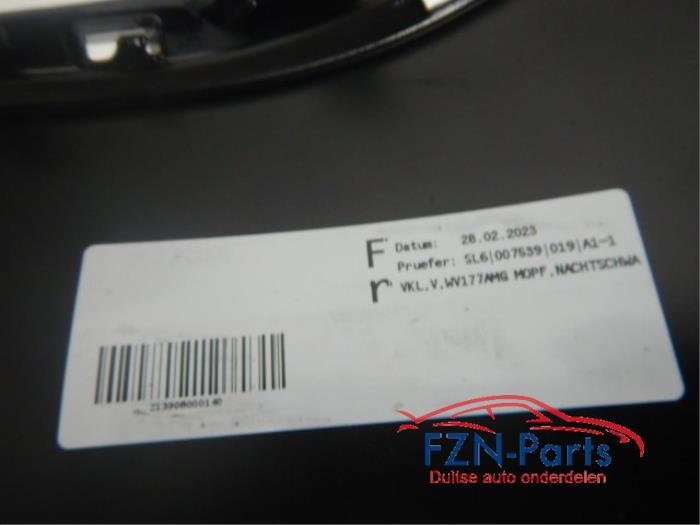 F Datum: 28.02.2023
Pruefer: SL6|007539|019|A1-1
r VKL.V.WV177AMG MOPF.NACHTSCHWA
213908000140
FZN-Parts
Duitse auto onderdelen